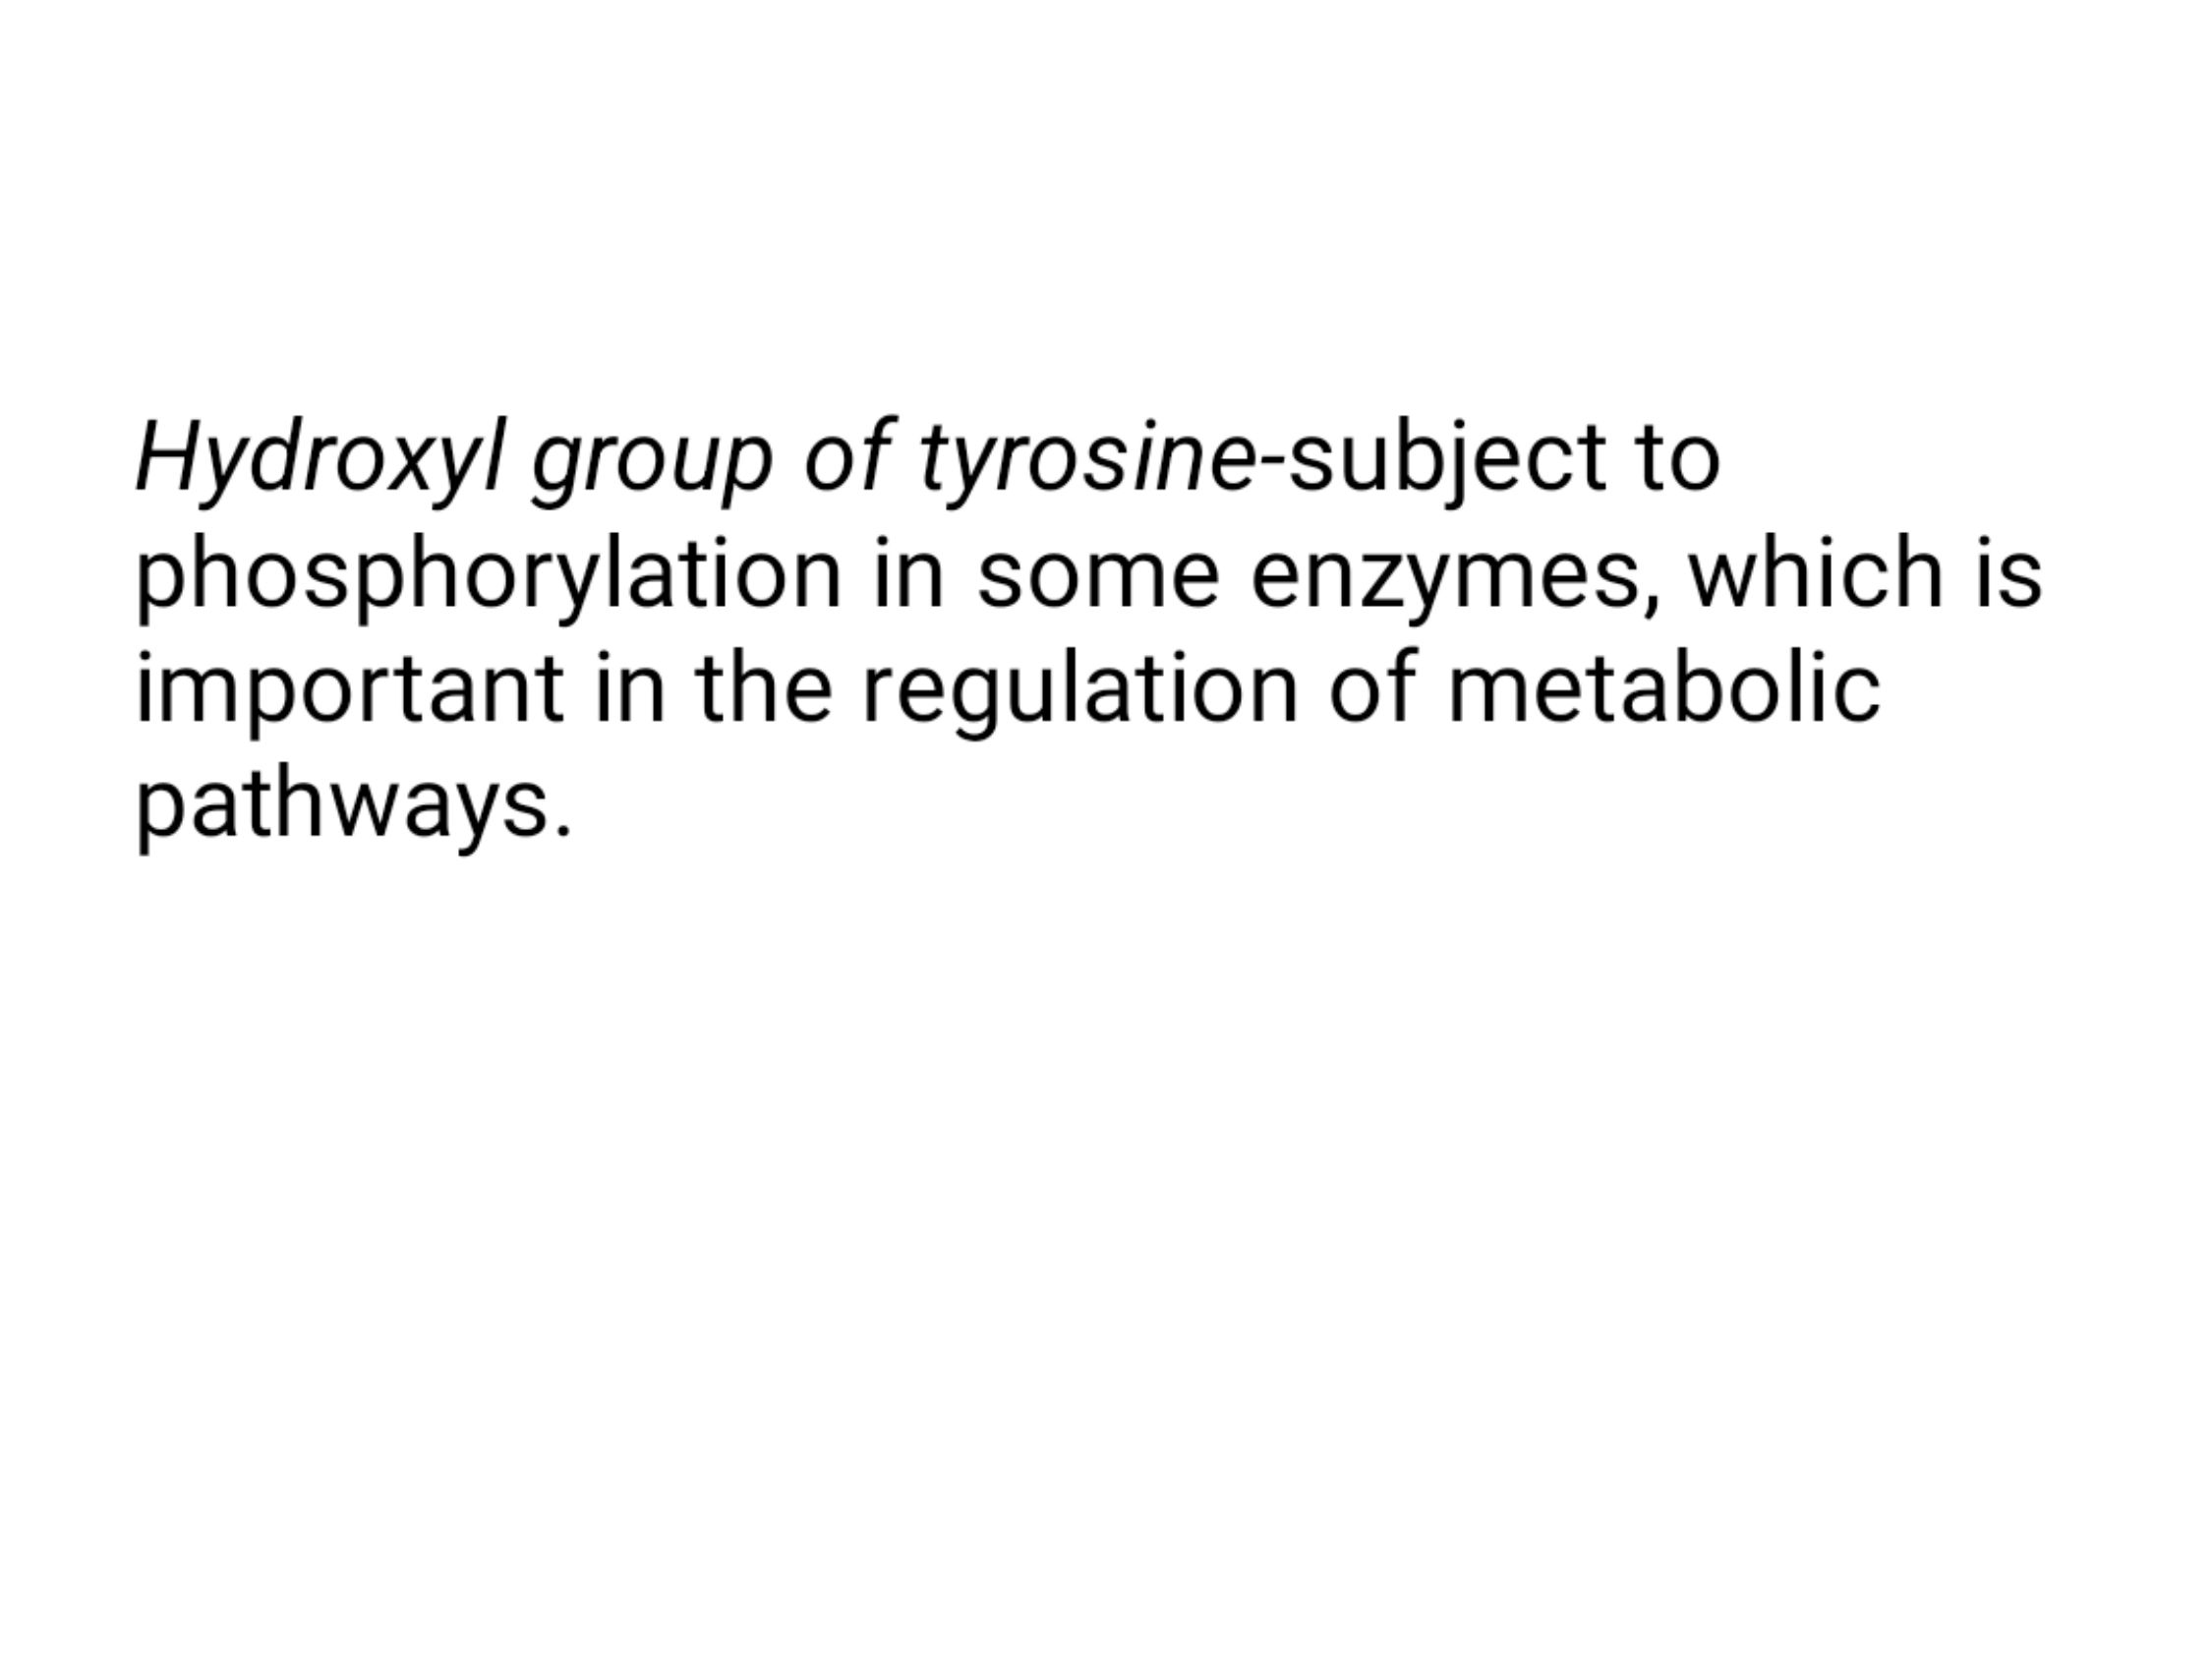 Hydroxyl group of tyrosine-subject to
phosphorylation in some enzymes, which is
important in the regulation of metabolic
pathways.